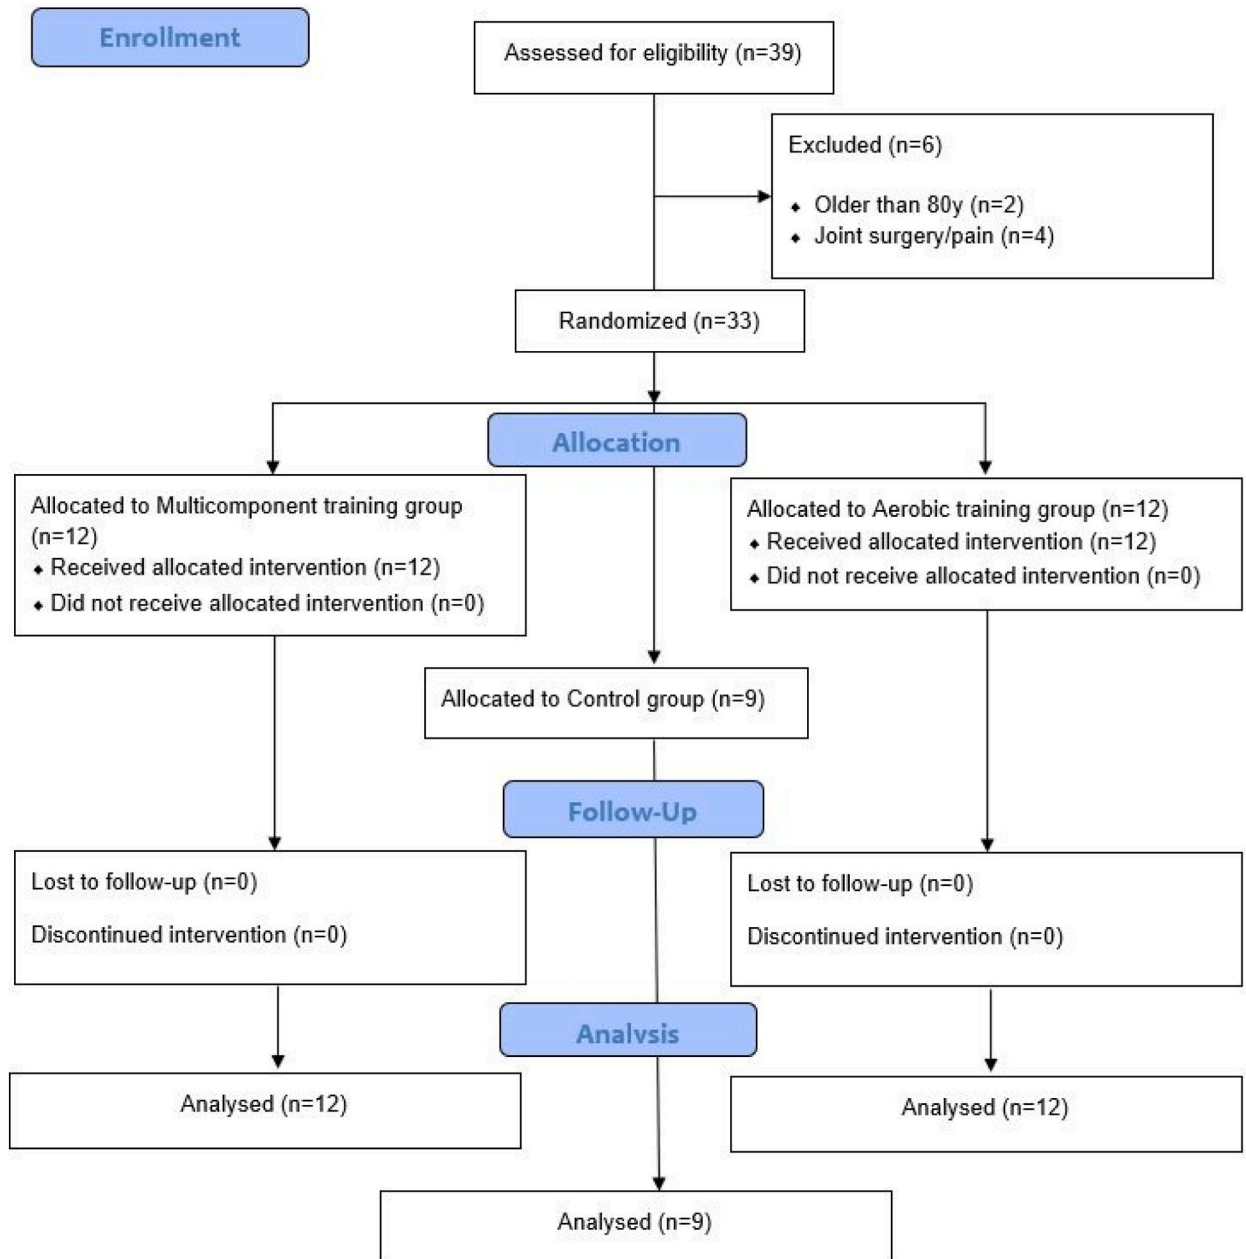 Enrollment
Assessed for eligibility (n=39)
Excluded (n=6)
⬥ Older than 80y (n=2)
⬥ Joint surgery/pain (n=4)
Randomized (n=33)
Allocation
Allocated to Multicomponent training group
(n=12)
⬥ Received allocated intervention (n=12)
⬥ Did not receive allocated intervention (n=0)
Allocated to Aerobic training group (n=12)
⬥ Received allocated intervention (n=12)
⬥ Did not receive allocated intervention (n=0)
Allocated to Control group (n=9)
Follow-Up
Lost to follow-up (n=0)
Discontinued intervention (n=0)
Lost to follow-up (n=0)
Discontinued intervention (n=0)
Analysis
Analysed (n=12)
Analysed (n=12)
Analysed (n=9)